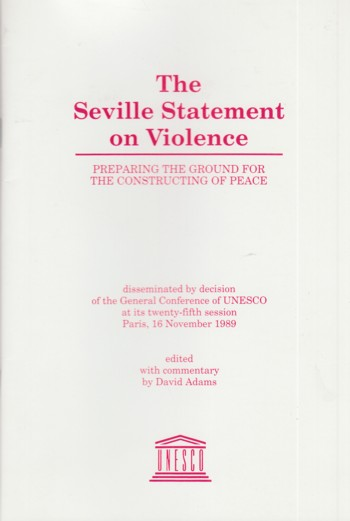 The
Seville Statement
on Violence
PREPARING THE GROUND FOR
THE CONSTRUCTING OF PEACE
disseminated by decision
of the General Conference of UNESCO
at its twenty-fifth session
Paris, 16 November 1989
edited
with commentary
by David Adams
UNESCO